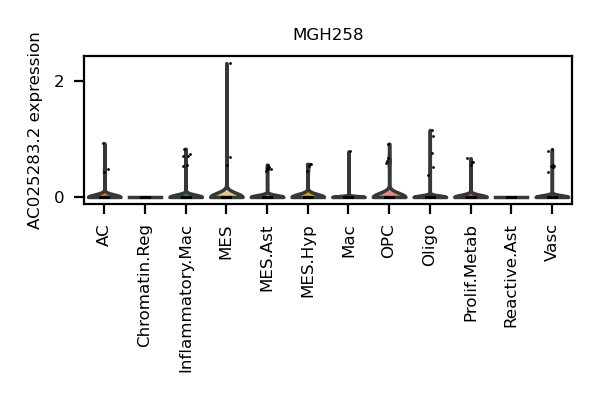 MGH258
AC025283.2 expression
2
0
AC
Chromatin.Reg
Inflammatory.Mac
MES
MES.Ast
MES.Hyp
Mac
OPC
Oligo
Prolif.Metab
Reactive.Ast
Vasc